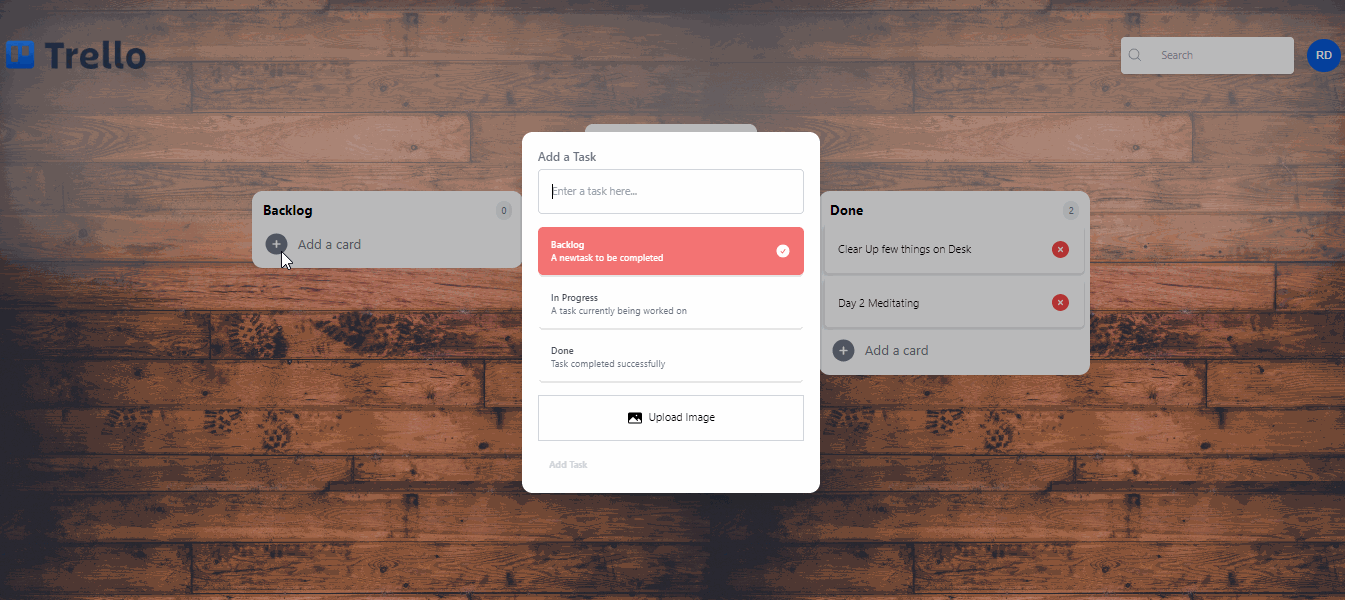 Trello
Search
RD
Backlog
0
Add a card
Add a Task
Enter a task here...
Backlog
A newtask to be completed
In Progress
A task currently being worked on
Done
Task completed successfully
Upload Image
Add Task
Done
2
Clear Up few things on Desk
Day 2 Meditating
Add a card